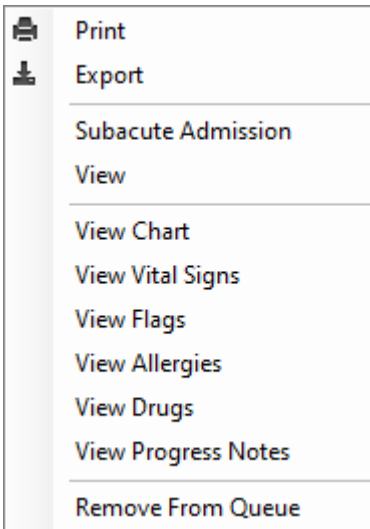 Print
Export
Subacute Admission
View
View Chart
View Vital Signs
View Flags
View Allergies
View Drugs
View Progress Notes
Remove From Queue